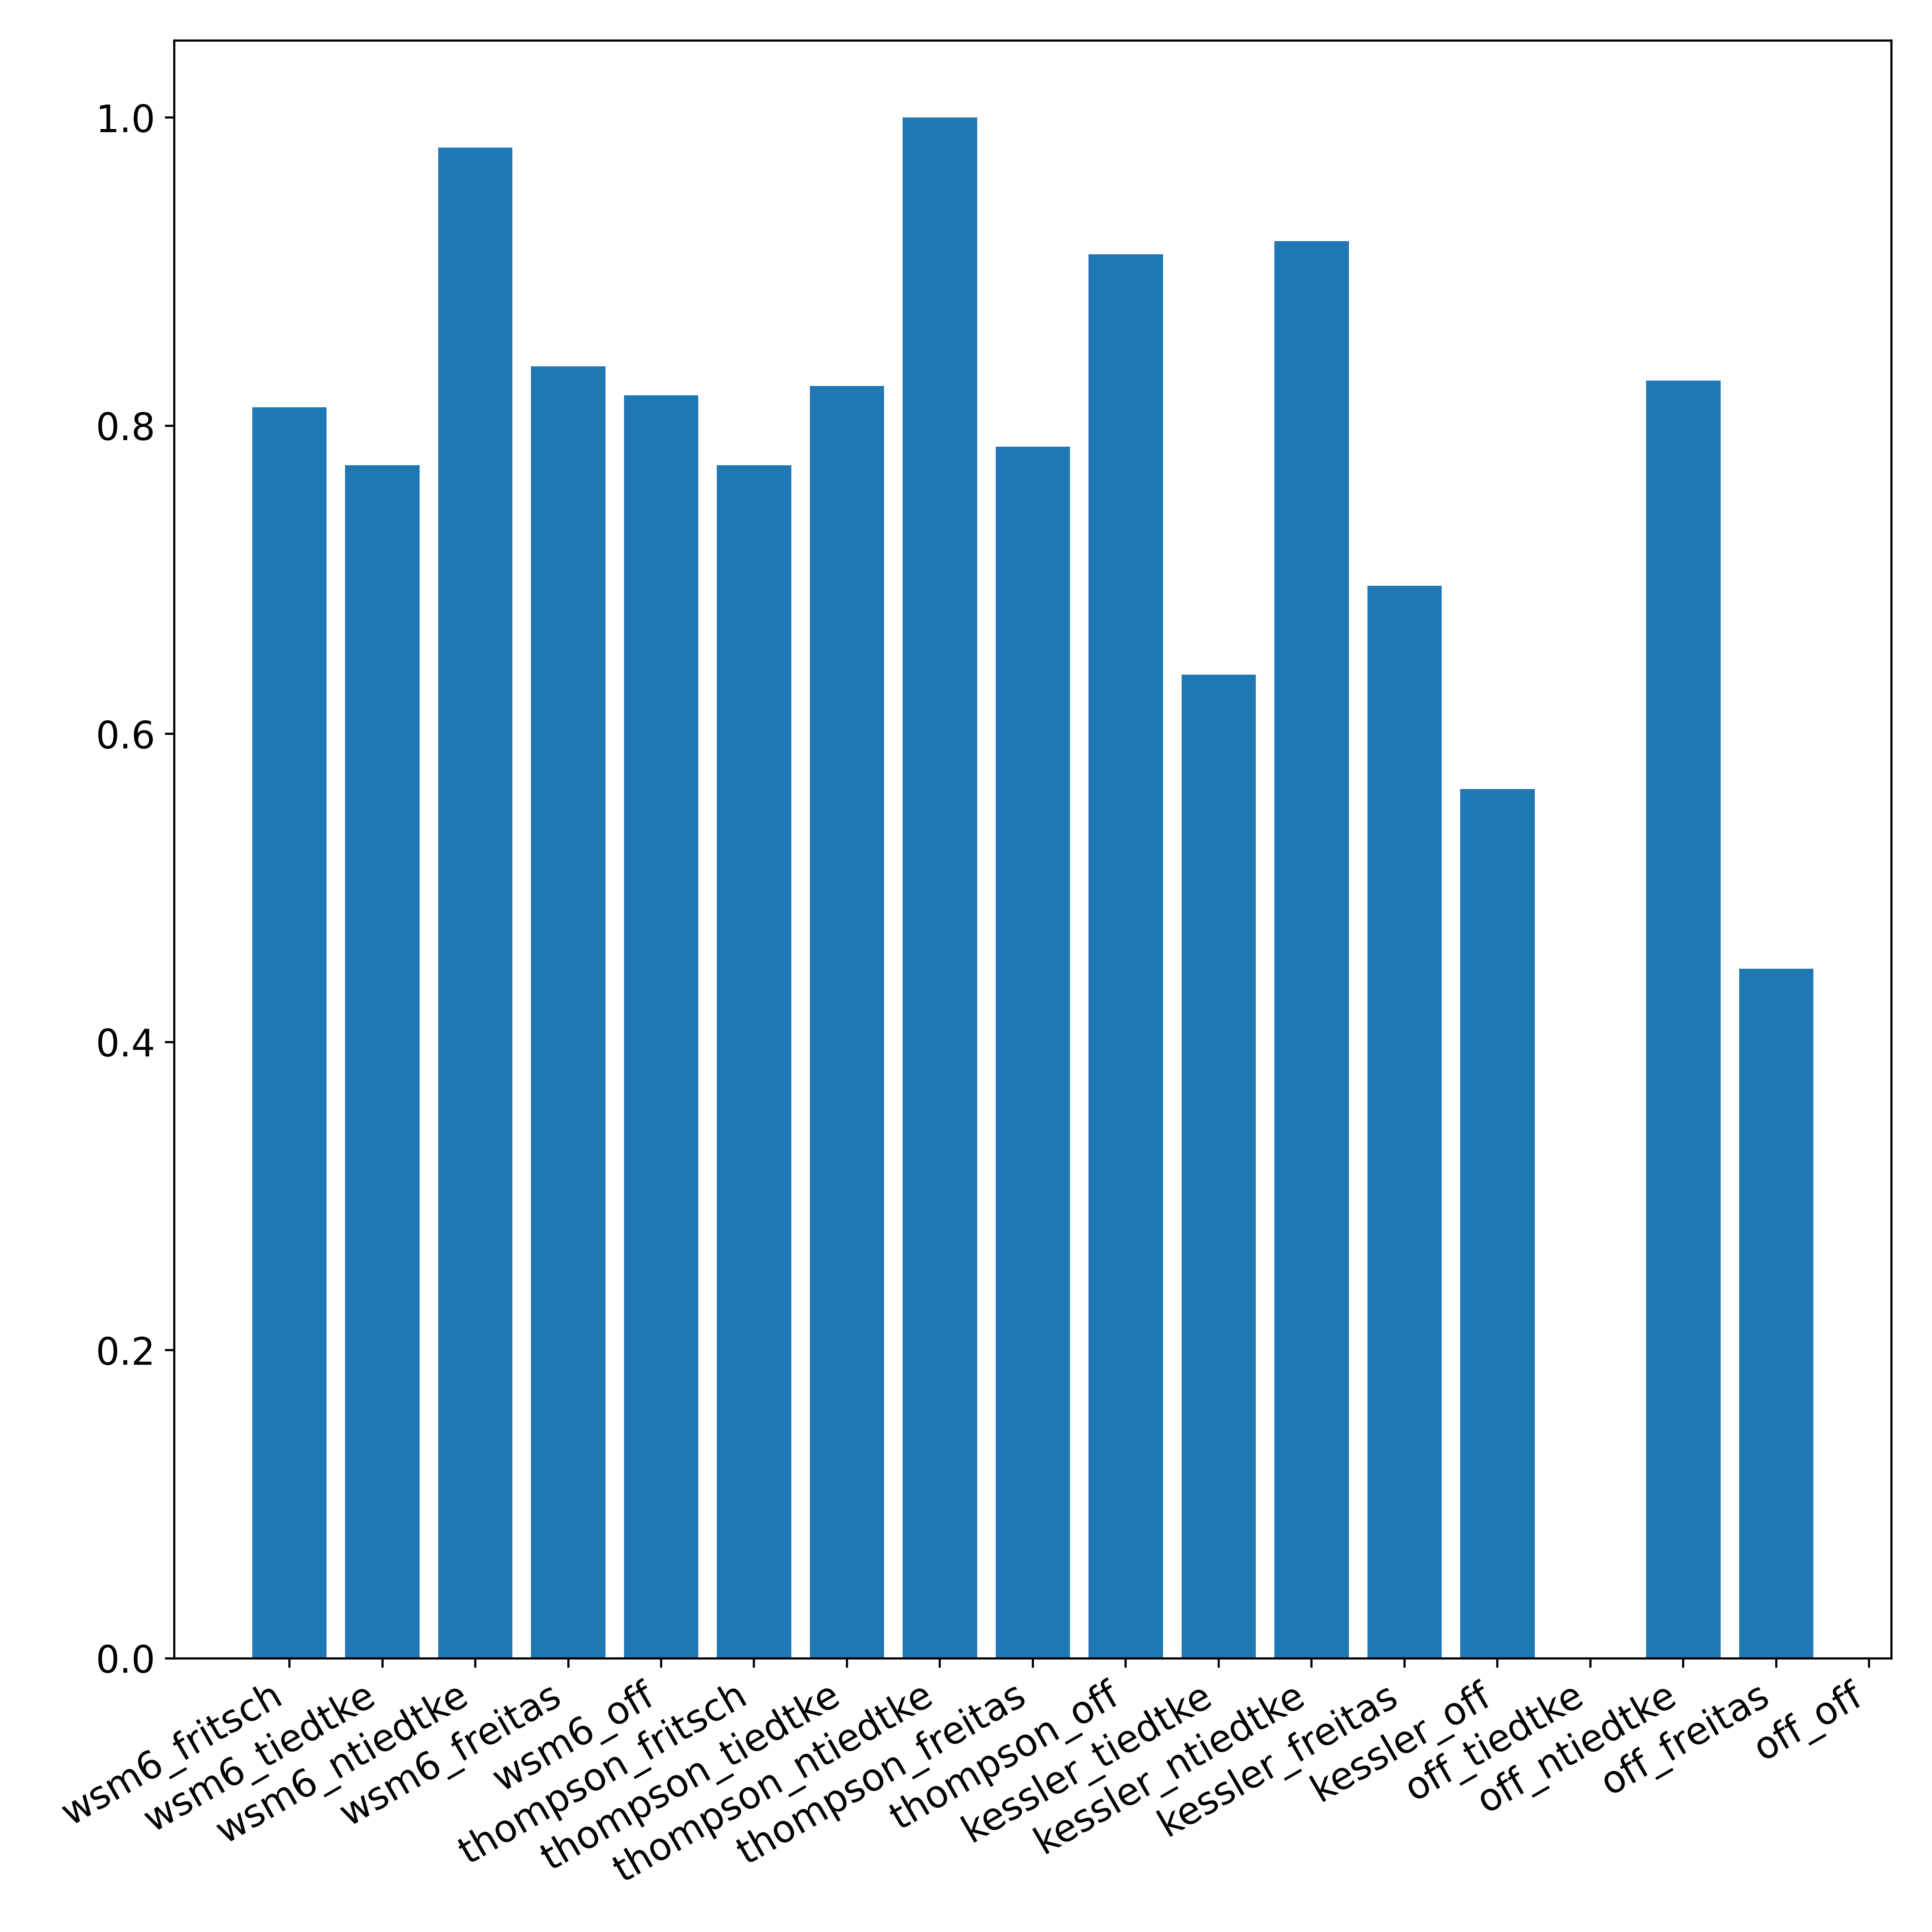 1.0
0.8
0.6
0.4
0.2
0.0
wsm6_fritsch
wsm6_tiedtke
wsm6_ntiedtke
wsm6_freitas
wsm6_off
thompson_fritsch
thompson_tiedtke
thompson_ntiedtke
thompson_freitas
thompson_off
kessler_tiedtke
kessler_ntiedtke
kessler_freitas
kessler_off
off_tiedtke
off_ntiedtke
off_freitas
off_off